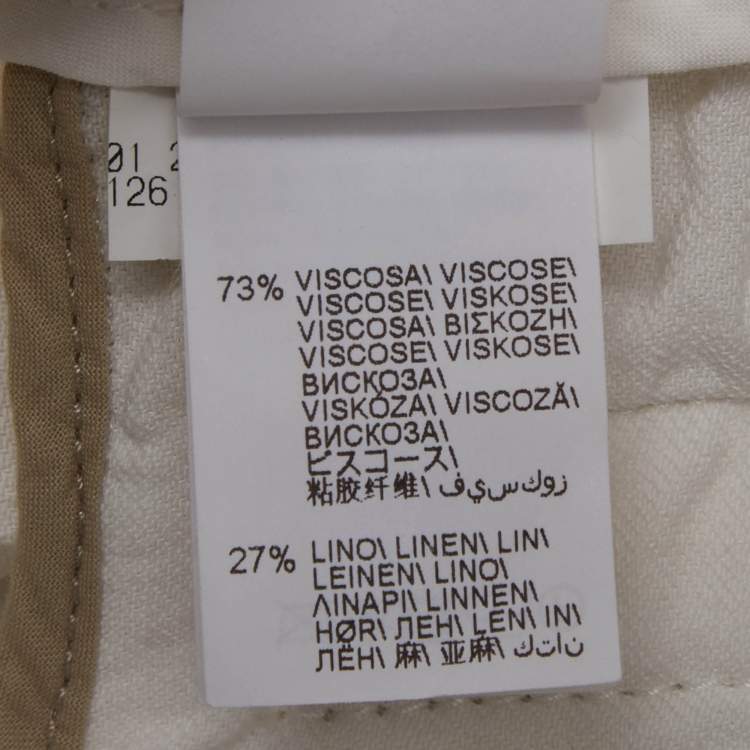 01 2
126
73% VISCOSA\ VISCOSE\
VISCOSE\ VISKOSE\
VISCOSA\ ΒΙΣΚΟΖΗ\
VISCOSE\ VISKOSE\
ВИСКОЗА\
VISKÓZA\ VISCOZĂ\
ВИСКОЗА\
ビスコース\
粘胶纤维\ زوكسيف
27% LINO\ LINEN\ LIN\
LEINEN\ LINO\
ΛΙΝΑΡΙ\ LINNEN\
HØR\ ЛЕН\ LEN\ IN\
ЛЁН\ 麻\ 亚麻\ ناتك